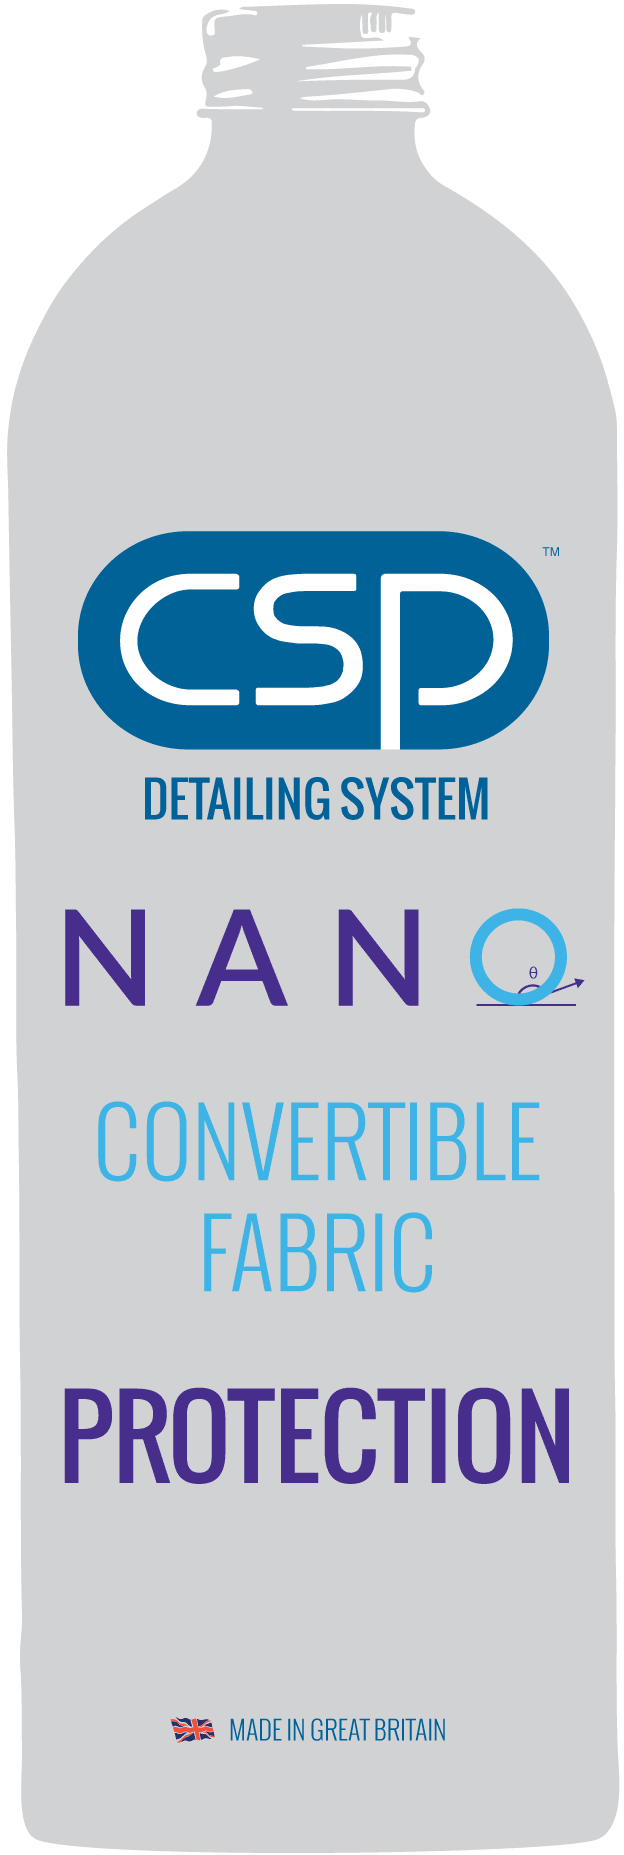 csp
TM
DETAILING SYSTEM
NANO
θ
CONVERTIBLE
FABRIC
PROTECTION
MADE IN GREAT BRITAIN